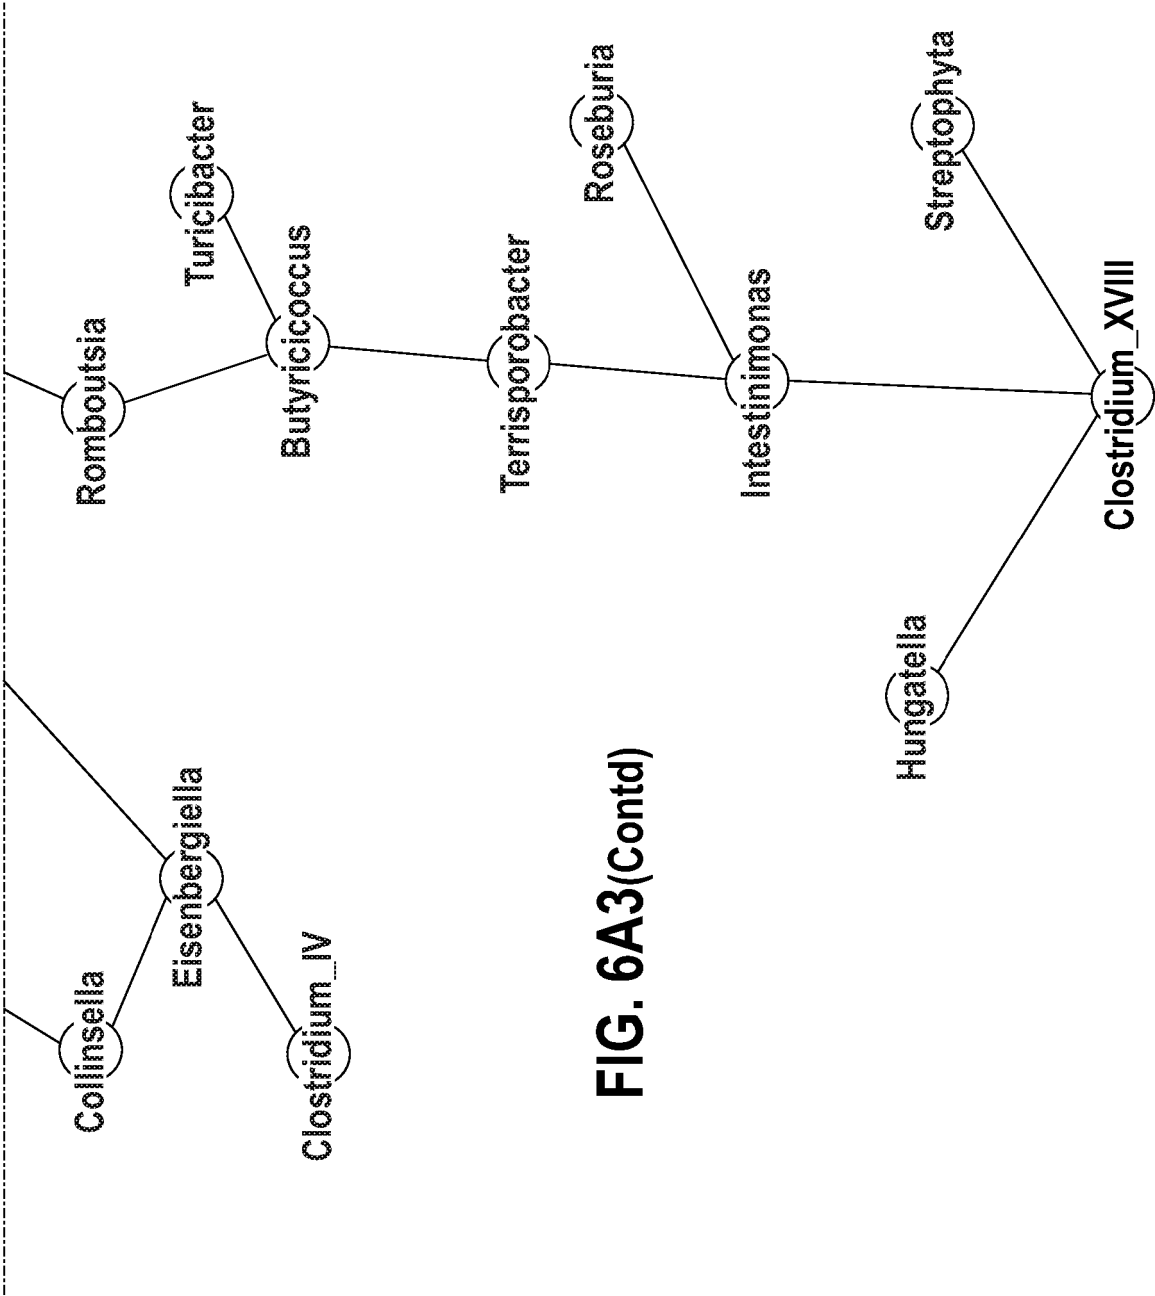 Collinsella
Eisenbergiella
Clostridium_IV
Romboutsia
Turicibacter
Butyricicoccus
Terrisporobacter
Roseburia
Intestinimonas
Hungatella
Streptophyta
Clostridium_XVIII
FIG. 6A3(Contd)